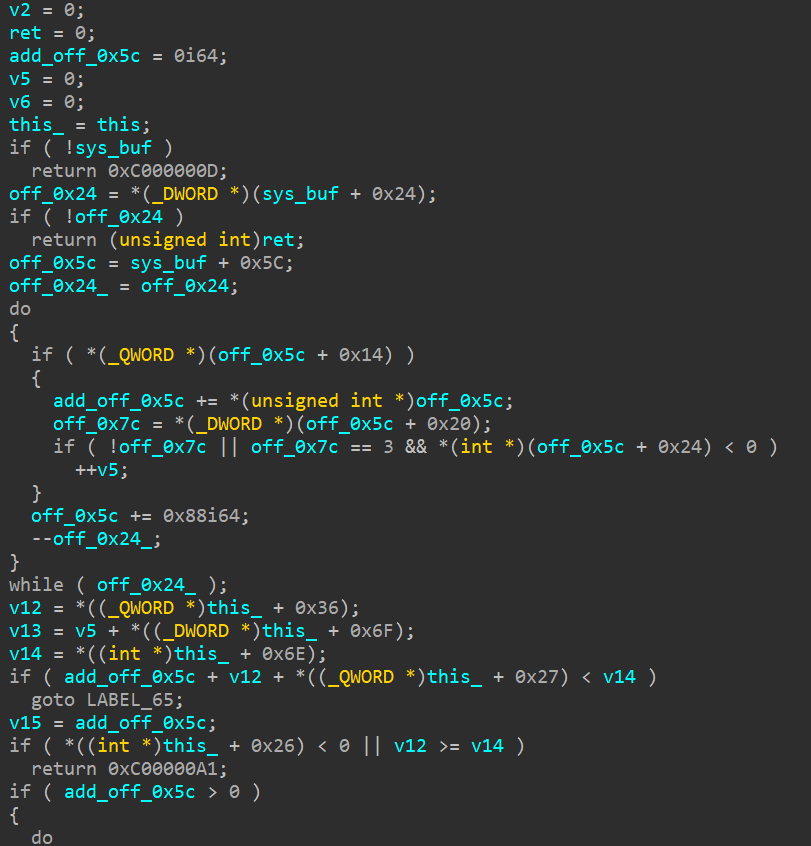 v2 = 0;
ret = 0;
add_off_0x5c = 0i64;
v5 = 0;
v6 = 0;
this_ = this;
if ( !sys_buf )
  return 0xC000000D;
off_0x24 = *(_DWORD *)(sys_buf + 0x24);
if ( !off_0x24 )
  return (unsigned int)ret;
off_0x5c = sys_buf + 0x5C;
off_0x24_ = off_0x24;
do
{
  if ( *(_QWORD *)(off_0x5c + 0x14) )
  {
    add_off_0x5c += *(unsigned int *)off_0x5c;
    off_0x7c = *(_DWORD *)(off_0x5c + 0x20);
    if ( !off_0x7c || off_0x7c == 3 && *(int *)(off_0x5c + 0x24) < 0 )
      ++v5;
  }
  off_0x5c += 0x88i64;
  --off_0x24_;
}
while ( off_0x24_ );
v12 = *((_QWORD *)this_ + 0x36);
v13 = v5 + *((_DWORD *)this_ + 0x6F);
v14 = *((int *)this_ + 0x6E);
if ( add_off_0x5c + v12 + *((_QWORD *)this_ + 0x27) < v14 )
  goto LABEL_65;
v15 = add_off_0x5c;
if ( *((int *)this_ + 0x26) < 0 || v12 >= v14 )
  return 0xC00000A1;
if ( add_off_0x5c > 0 )
{
  do